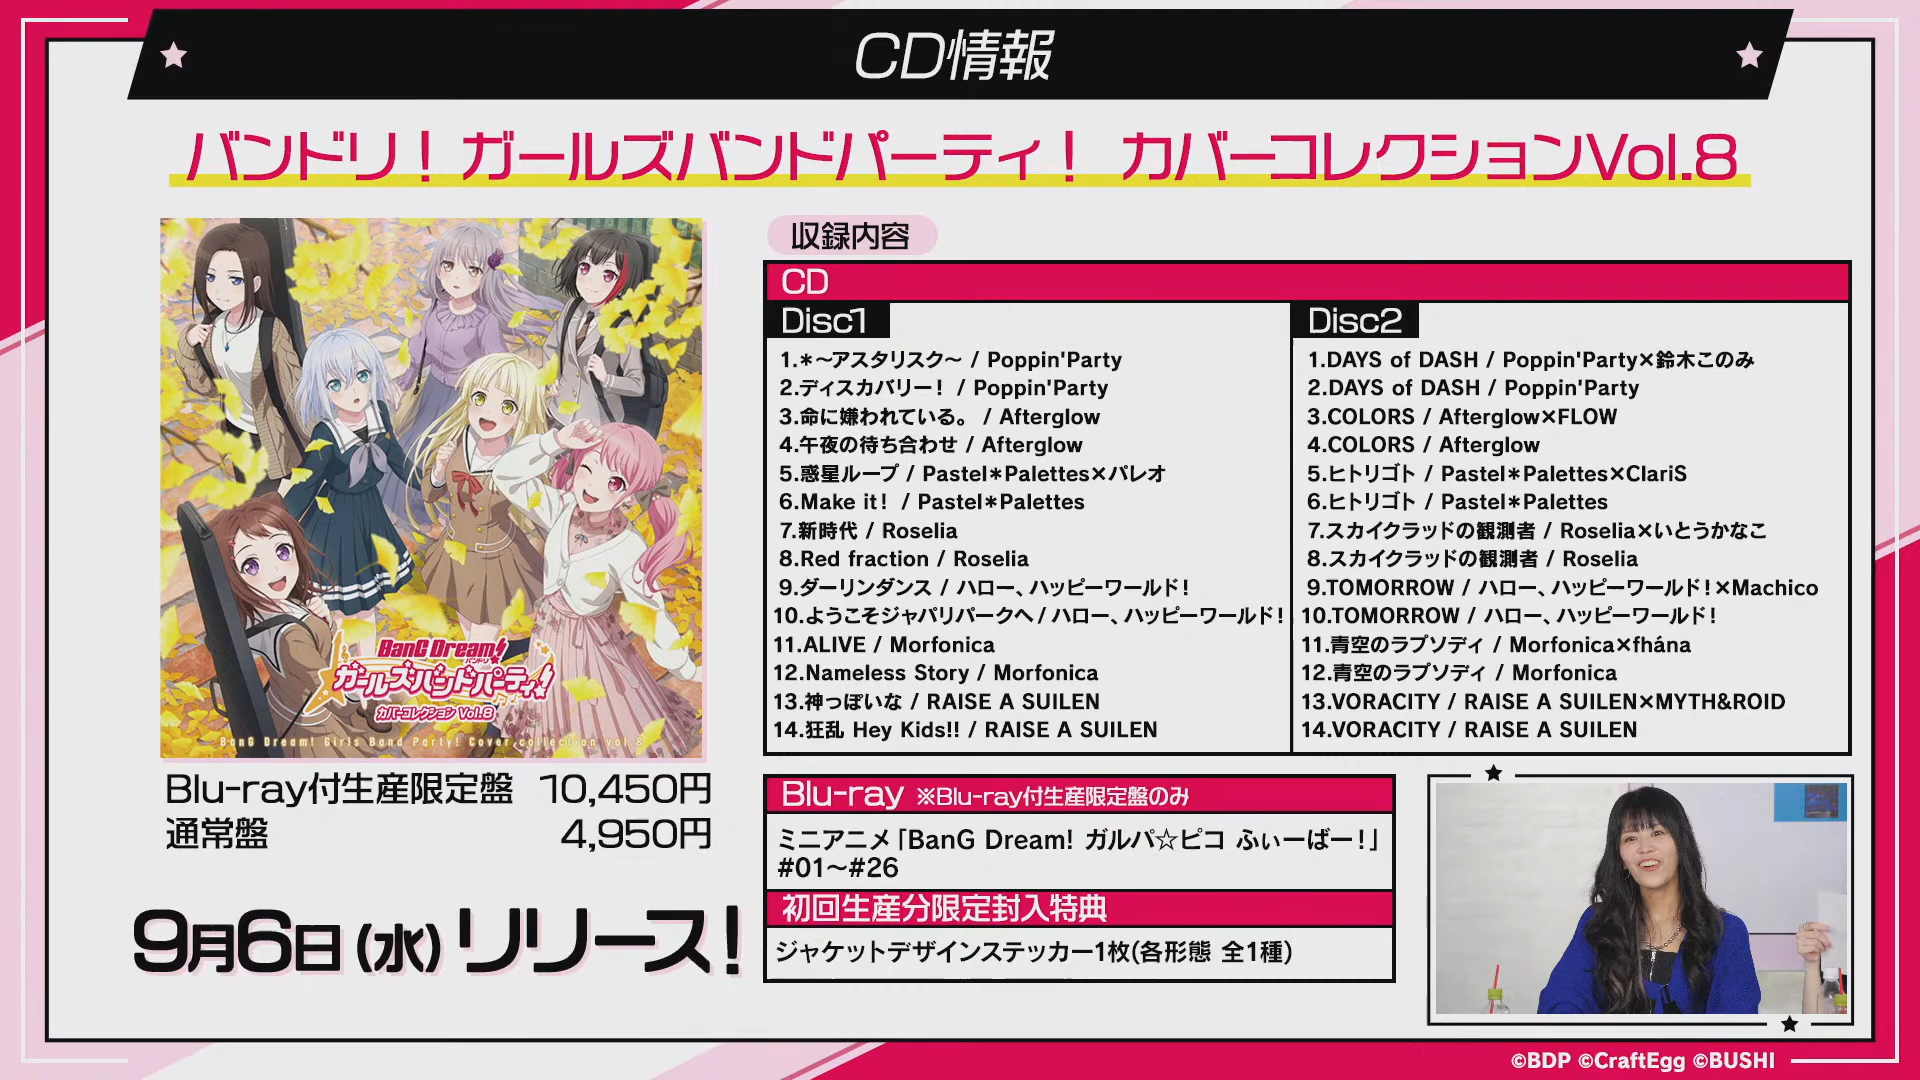 CD情報
バンドリ！ ガールズバンドパーティ！ カバーコレクションVol.8
BanG Dream!
バンドリ
ガールズバンドパーティ!
カバーコレクション Vol.8
BanG Dream! Girls Band Party! Cover collection vol.8
Blu-ray付生産限定盤 10,450円
通常盤 4,950円
9月6日(水)リリース！
収録内容
CD
Disc1
1.＊～アスタリスク～ / Poppin'Party
2.ディスカバリー！ / Poppin'Party
3.命に嫌われている。 / Afterglow
4.午夜の待ち合わせ / Afterglow
5.惑星ループ / Pastel＊Palettes×パレオ
6.Make it！ / Pastel＊Palettes
7.新時代 / Roselia
8.Red fraction / Roselia
9.ダーリンダンス / ハロー、ハッピーワールド！
10.ようこそジャパリパークへ / ハロー、ハッピーワールド！
11.ALIVE / Morfonica
12.Nameless Story / Morfonica
13.神っぽいな / RAISE A SUILEN
14.狂乱 Hey Kids!! / RAISE A SUILEN
Disc2
1.DAYS of DASH / Poppin'Party×鈴木このみ
2.DAYS of DASH / Poppin'Party
3.COLORS / Afterglow×FLOW
4.COLORS / Afterglow
5.ヒトリゴト / Pastel＊Palettes×ClariS
6.ヒトリゴト / Pastel＊Palettes
7.スカイクラッドの観測者 / Roselia×いとうかなこ
8.スカイクラッドの観測者 / Roselia
9.TOMORROW / ハロー、ハッピーワールド！×Machico
10.TOMORROW / ハロー、ハッピーワールド！
11.青空のラプソディ / Morfonica×fhána
12.青空のラプソディ / Morfonica
13.VORACITY / RAISE A SUILEN×MYTH&ROID
14.VORACITY / RAISE A SUILEN
Blu-ray ※Blu-ray付生産限定盤のみ
ミニアニメ「BanG Dream! ガルパ☆ピコ ふぃーばー！」
#01～#26
初回生産分限定封入特典
ジャケットデザインステッカー1枚(各形態 全1種)
©BDP ©CraftEgg ©BUSHI